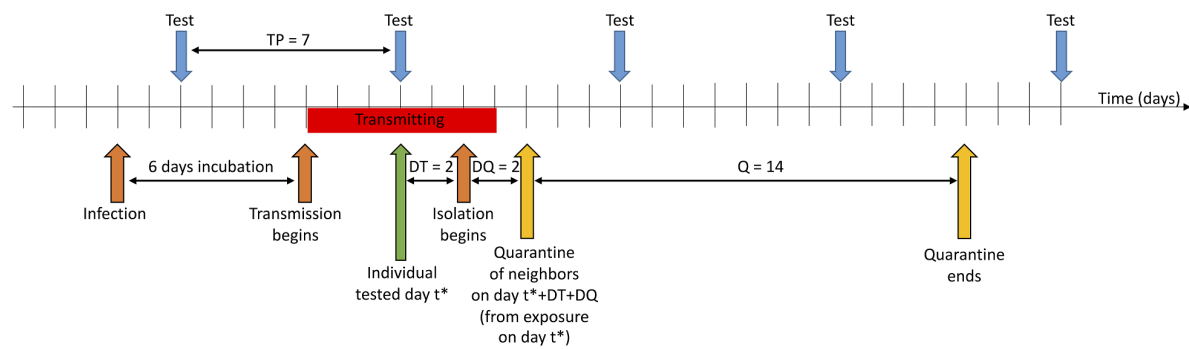 Test
Test
Test
Test
Test
TP = 7
Time (days)
Transmitting
6 days incubation
DT = 2
DQ = 2
Q = 14
Infection
Transmission
begins
Isolation
begins
Individual
tested day t*
Quarantine
of neighbors
on day t*+DT+DQ
(from exposure
on day t*)
Quarantine
ends